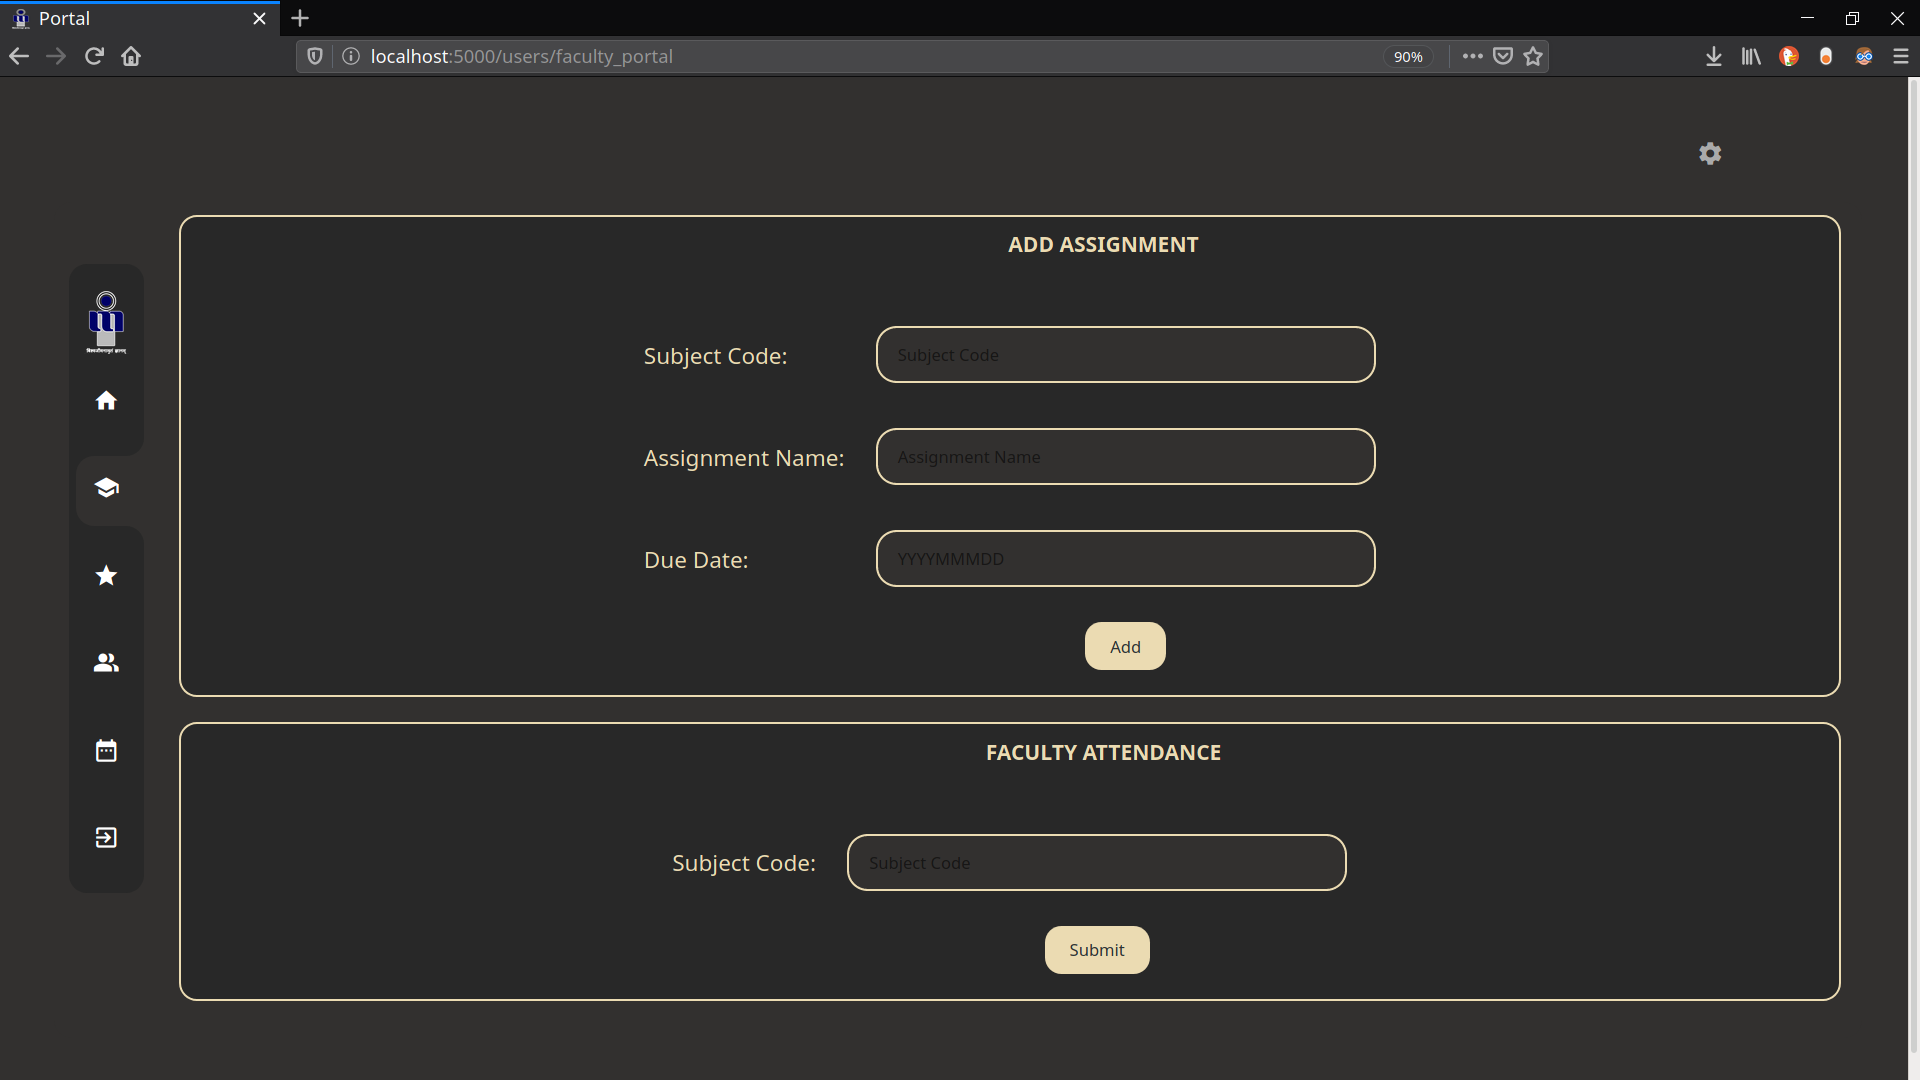 Portal
localhost:5000/users/faculty_portal
90%
ADD ASSIGNMENT
Subject Code:
Subject Code
Assignment Name:
Assignment Name
Due Date:
YYYYMMMDD
Add
FACULTY ATTENDANCE
Subject Code:
Subject Code
Submit